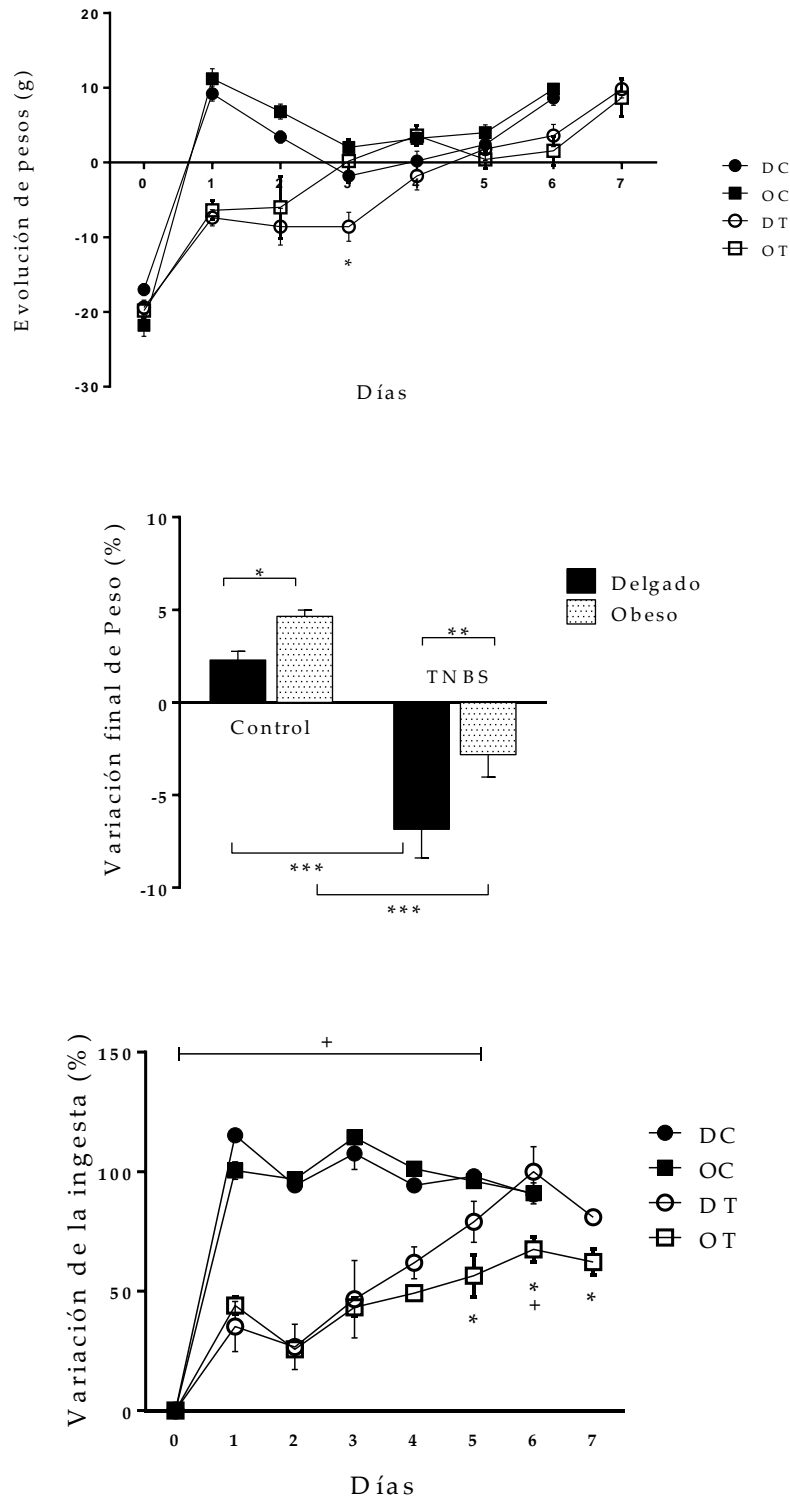 20
10
0
-10
-20
-30
Evolución de pesos (g)
0 1 2 3 4 5 6 7
*
Días
DC
OC
DT
OT
10
5
0
-5
-10
Variación final de Peso (%)
*
**
TNBS
Control
***
***
Delgado
Obeso
+
150
100
50
0
Variación de la ingesta (%)
* * *
+
0 1 2 3 4 5 6 7
Días
DC
OC
DT
OT